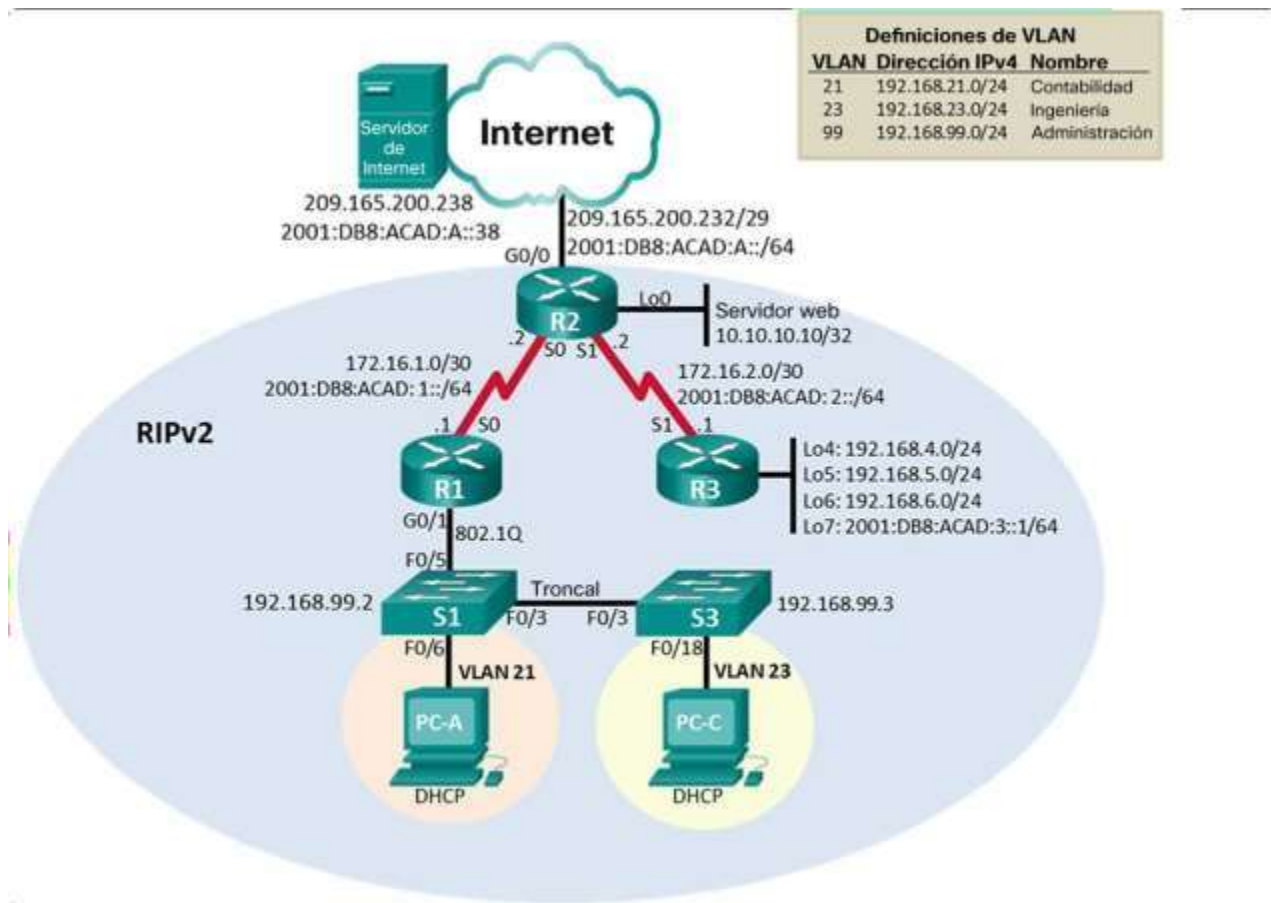 Definiciones de VLAN
VLAN Dirección IPv4 Nombre
21 192.168.21.0/24 Contabilidad
23 192.168.23.0/24 Ingeniería
99 192.168.99.0/24 Administración
Servidor
de
Internet
Internet
209.165.200.238
2001:DB8:ACAD:A::38
209.165.200.232/29
2001:DB8:ACAD:A::/64
G0/0
R2
Lo0
Servidor web
10.10.10.10/32
.2
S0
S1
.2
172.16.1.0/30
2001:DB8:ACAD: 1::/64
172.16.2.0/30
2001:DB8:ACAD: 2::/64
RIPv2
.1
S0
S1
.1
R1
R3
Lo4: 192.168.4.0/24
Lo5: 192.168.5.0/24
Lo6: 192.168.6.0/24
Lo7: 2001:DB8:ACAD:3::1/64
G0/1
802.1Q
F0/5
192.168.99.2
S1
Troncal
F0/3
F0/3
S3
192.168.99.3
F0/6
VLAN 21
F0/18
VLAN 23
PC-A
DHCP
PC-C
DHCP